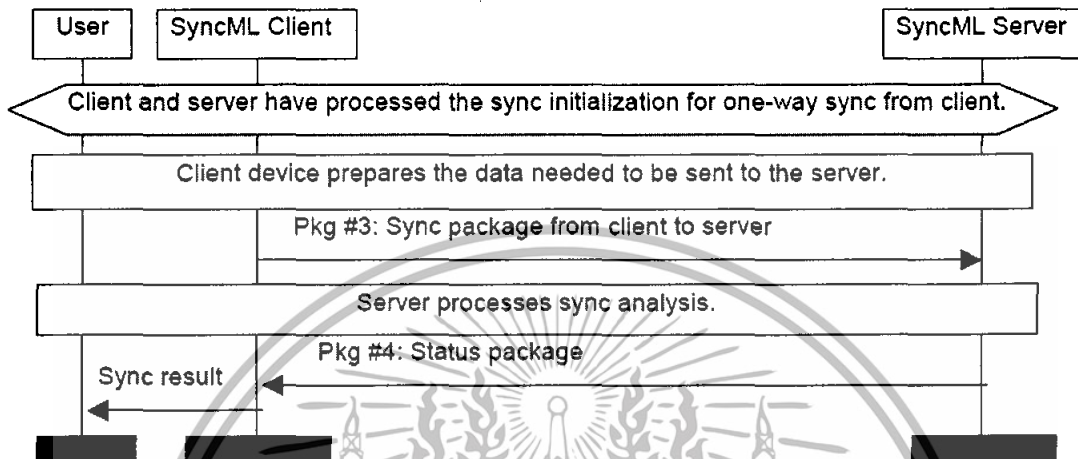 User
SyncML Client
SyncML Server
Client and server have processed the sync initialization for one-way sync from client.
Client device prepares the data needed to be sent to the server.
Pkg #3: Sync package from client to server
Server processes sync analysis.
Pkg #4: Status package
Sync result